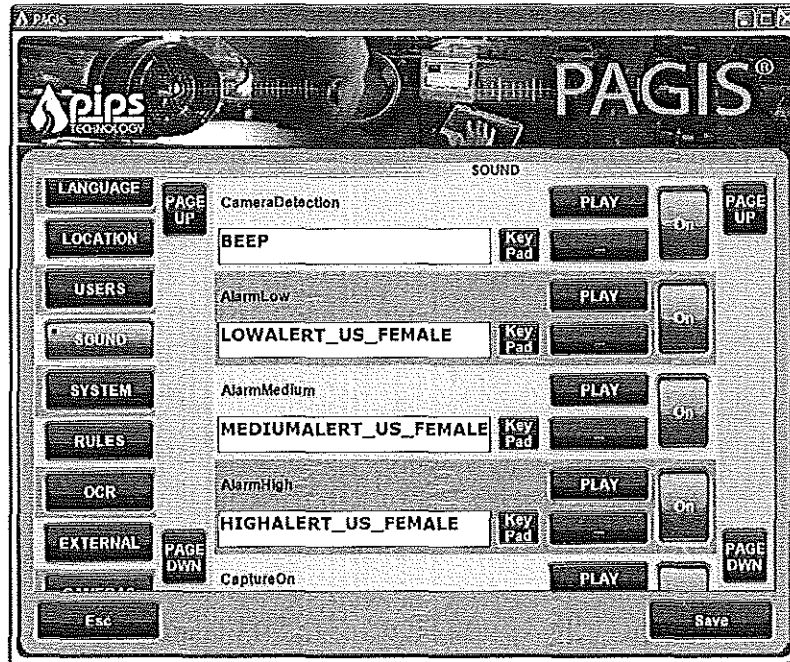 PAGIS
pips
TECHNOLOGY
PAGIS®
SOUND
LANGUAGE
LOCATION
USERS
SOUND
SYSTEM
RULES
OCR
EXTERNAL
PAGE UP
PAGE DWN
CameraDetection
PLAY
On
BEEP
Key Pad
...
AlarmLow
PLAY
On
LOWALERT_US_FEMALE
Key Pad
...
AlarmMedium
PLAY
On
MEDIUMALERT_US_FEMALE
Key Pad
...
AlarmHigh
PLAY
On
HIGHALERT_US_FEMALE
Key Pad
...
CaptureOn
PLAY
PAGE UP
PAGE DWN
Esc
Save